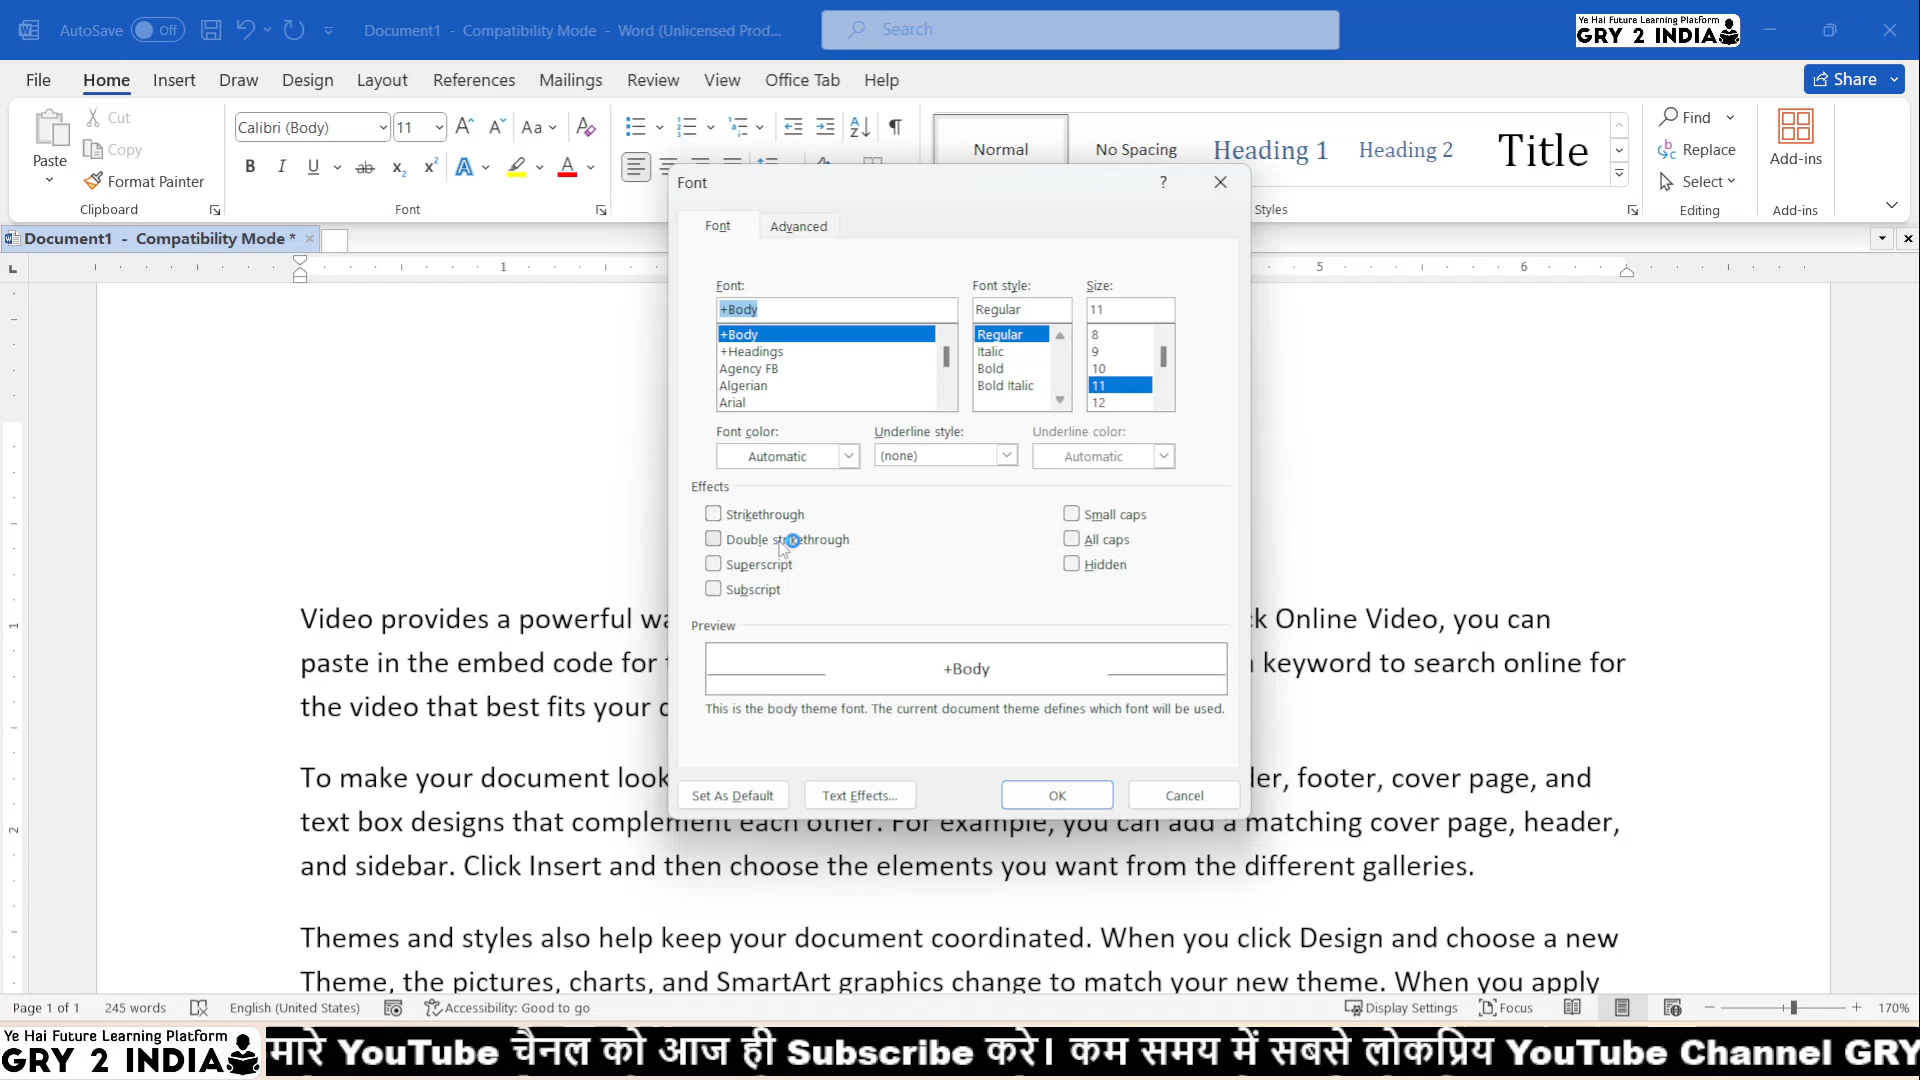 AutoSave Off Document1 - Compatibility Mode - Word (Unlicensed Prod... Search
Ye Hai Future Learning Platform
GRY 2 INDIA
File Home Insert Draw Design Layout References Mailings Review View Office Tab Help Share
Paste
Cut
Copy
Format Painter
Clipboard
Calibri (Body) 11
Font
Normal No Spacing Heading 1 Heading 2 Title
Styles
Find
Replace
Select
Editing
Add-ins
Add-ins
Document1 - Compatibility Mode *
1 5 6
Font
Font Advanced
Font: Font style: Size:
+Body Regular 11
+Body Regular 8
+Headings Italic 9
Agency FB Bold 10
Algerian Bold Italic 11
Arial 12
Font color: Underline style: Underline color:
Automatic (none) Automatic
Effects
Strikethrough Small caps
Double strikethrough All caps
Superscript Hidden
Subscript
Preview
+Body
This is the body theme font. The current document theme defines which font will be used.
Set As Default Text Effects... OK Cancel
Video provides a powerful k Online Video, you can
paste in the embed code for keyword to search online for
the video that best fits your
To make your document look footer, cover page, and
text box designs that complement each other. For example, you can add a matching cover page, header,
and sidebar. Click Insert and then choose the elements you want from the different galleries.
Themes and styles also help keep your document coordinated. When you click Design and choose a new
Theme, the pictures, charts, and SmartArt graphics change to match your new theme. When you apply
1
2
Page 1 of 1 245 words English (United States) Accessibility: Good to go Display Settings Focus 170%
Ye Hai Future Learning Platform
GRY 2 INDIA
मारे YouTube चैनल को आज ही Subscribe करे। कम समय में सबसे लोकप्रिय YouTube Channel GRY